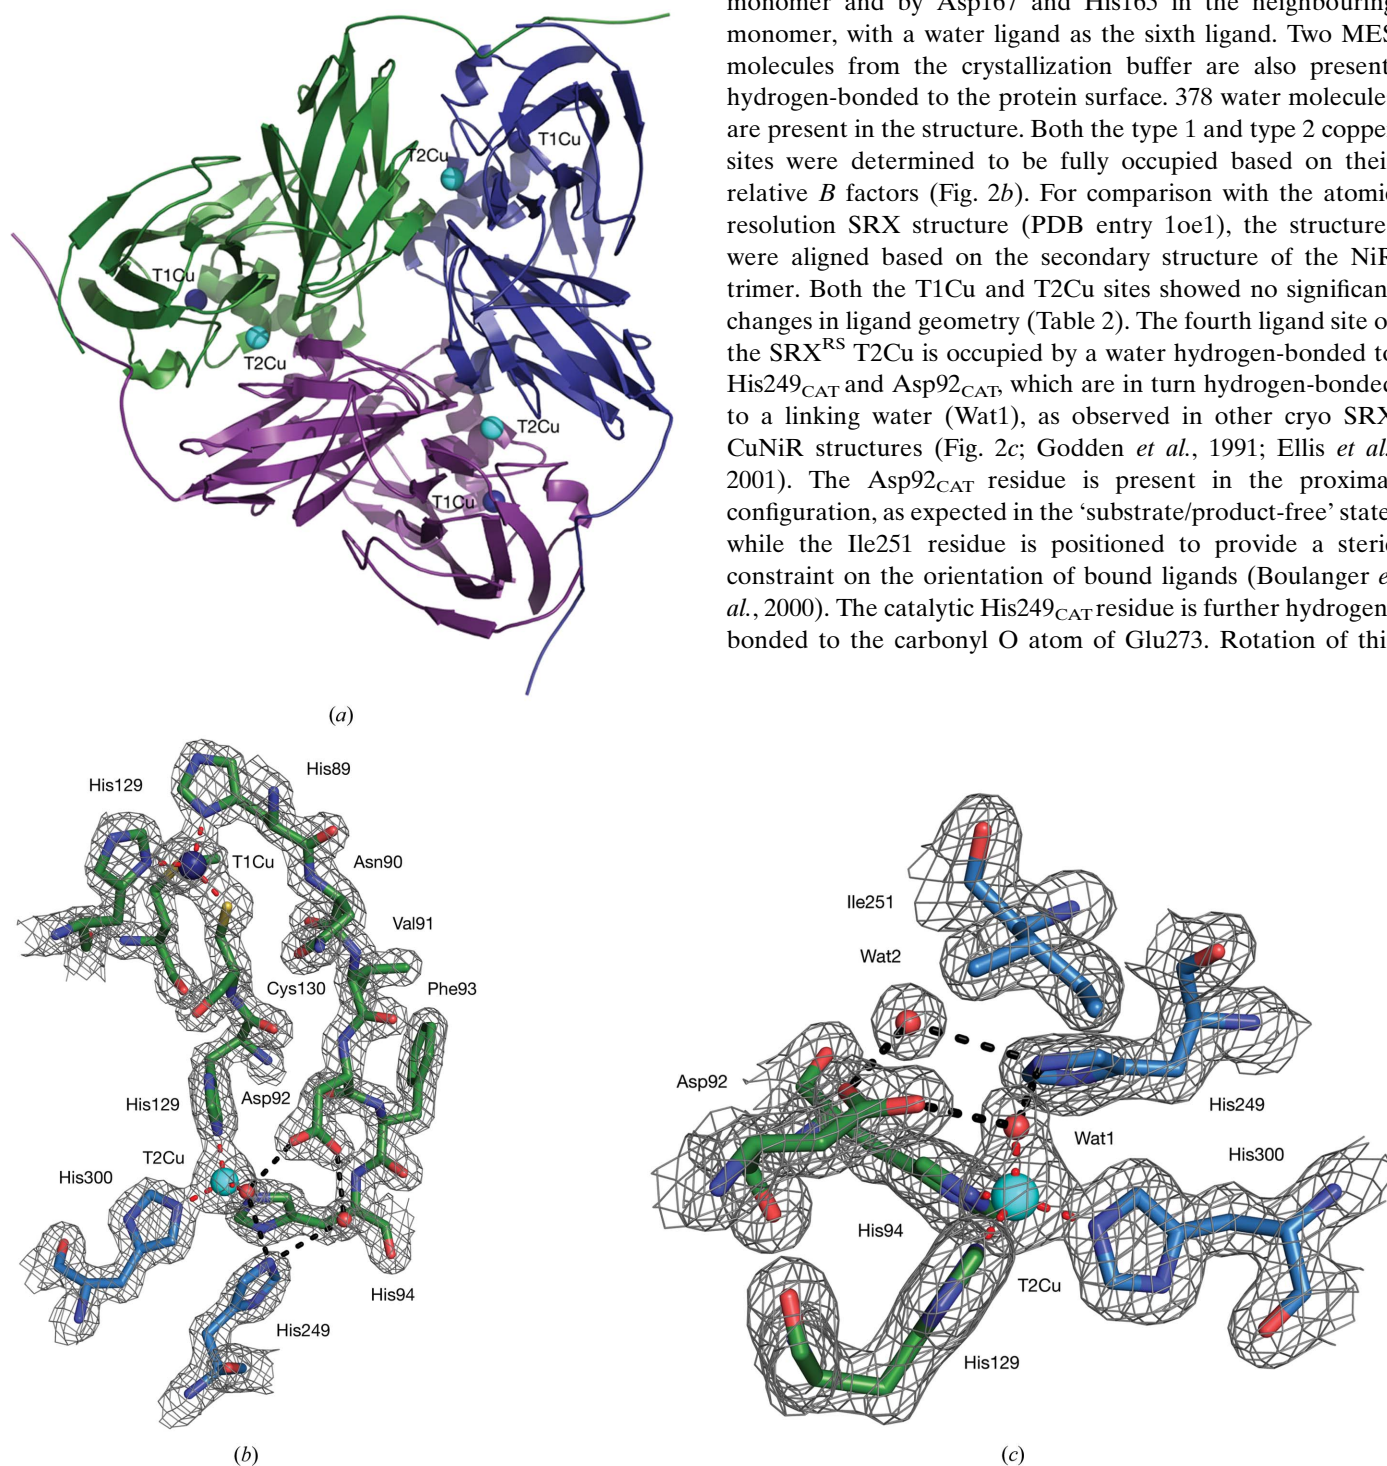 monomer and by Asp167 and His165 in the neighbouring
monomer, with a water ligand as the sixth ligand. Two MES
molecules from the crystallization buffer are also present
hydrogen-bonded to the protein surface. 378 water molecule
are present in the structure. Both the type 1 and type 2 coppe
sites were determined to be fully occupied based on thei
relative B factors (Fig. 2b). For comparison with the atomic
resolution SRX structure (PDB entry 1oe1), the structure
were aligned based on the secondary structure of the NiR
trimer. Both the T1Cu and T2Cu sites showed no significan
changes in ligand geometry (Table 2). The fourth ligand site o
the SRX^RS T2Cu is occupied by a water hydrogen-bonded to
His249_CAT and Asp92_CAT, which are in turn hydrogen-bonded
to a linking water (Wat1), as observed in other cryo SRX
CuNiR structures (Fig. 2c; Godden et al., 1991; Ellis et al.
2001). The Asp92_CAT residue is present in the proxima
configuration, as expected in the ‘substrate/product-free’ state
while the Ile251 residue is positioned to provide a steric
constraint on the orientation of bound ligands (Boulanger e
al., 2000). The catalytic His249_CAT residue is further hydrogen
bonded to the carbonyl O atom of Glu273. Rotation of thi
T2Cu
T1Cu
T1Cu
T2Cu
T2Cu
T1Cu
(a)
His89
His129
T1Cu
Asn90
Val91
Cys130
Phe93
His129
Asp92
T2Cu
His300
His94
His249
(b)
Ile251
Wat2
Asp92
His249
Wat1
His300
His94
T2Cu
His129
(c)